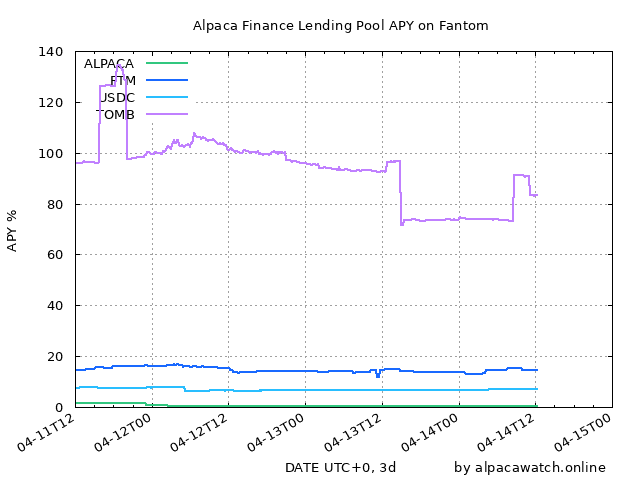 Alpaca Finance Lending Pool APY on Fantom
140
120
100
80
60
40
20
0
APY %
ALPACA
FTM
USDC
TOMB
04-11T12
04-12T00
04-12T12
04-13T00
04-13T12
04-14T00
04-14T12
04-15T00
DATE UTC+0, 3d
by alpacawatch.online